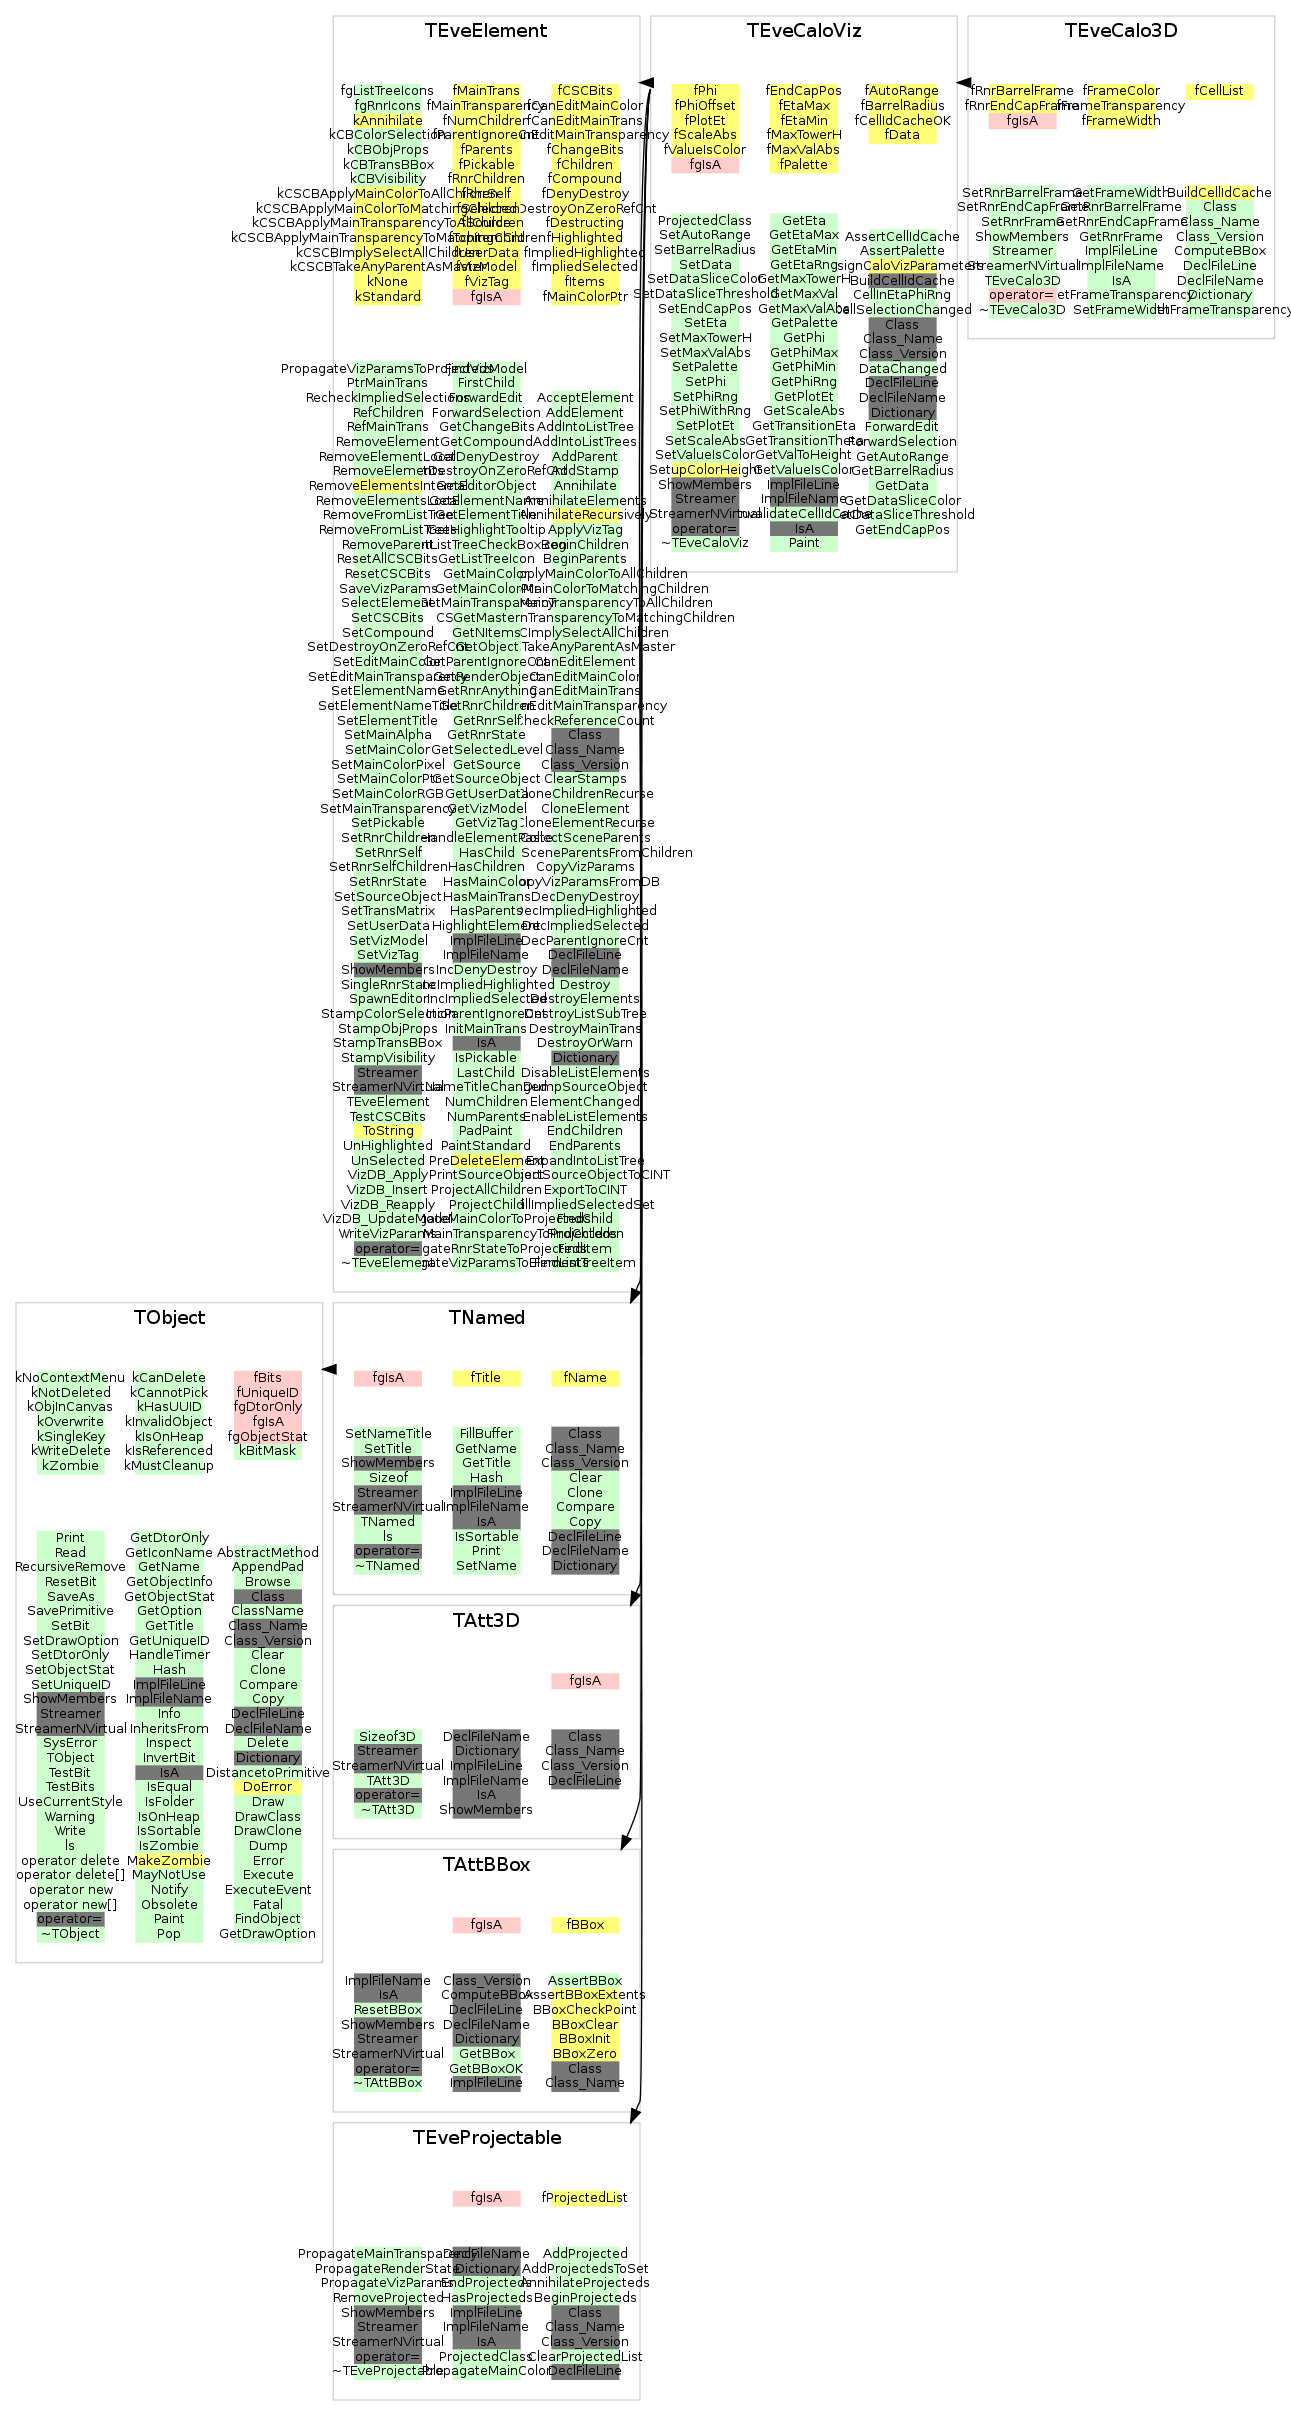 TEveElement
fgListTreeIcons
fgRnrIcons
kAnnihilate
kCBColorSelection
kCBObjProps
kCBTransBBox
kCBVisibility
kCSCBApplyMainColorToAllChildren
kCSCBApplyMainColorToMatchingChildren
kCSCBApplyMainTransparencyToAllChildren
kCSCBApplyMainTransparencyToMatchingChildren
kCSCBImplySelectAllChildren
kCSCBTakeAnyParentAsMaster
kNone
kStandard
fMainTrans
fMainTransparency
fNumChildren
fParentIgnoreCnt
fParents
fPickable
fRnrChildren
fRnrSelf
fSelected
fSource
fUserData
fVizModel
fVizTag
fgIsA
fCSCBits
fCanEditMainColor
fCanEditMainTrans
nEditMainTransparency
fChangeBits
fChildren
fCompound
fDenyDestroy
DestroyOnZeroRefCnt
fDestructing
fHighlighted
fImpliedHighlighted
fImpliedSelected
fItems
fMainColorPtr
PropagateVizParamsToProjecteds
PtrMainTrans
RecheckImpliedSelections
RefChildren
RefMainTrans
RemoveElement
RemoveElementLocal
RemoveElements
RemoveElementsInternal
RemoveElementsLocal
RemoveFromListTree
RemoveFromListTrees
RemoveParent
ResetAllCSCBits
ResetCSCBits
SaveVizParams
SelectElement
SetCSCBits
SetCompound
SetDestroyOnZeroRefCnt
SetEditMainColor
SetEditMainTransparency
SetElementName
SetElementNameTitle
SetElementTitle
SetMainAlpha
SetMainColor
SetMainColorPixel
SetMainColorPtr
SetMainColorRGB
SetMainTransparency
SetPickable
SetRnrChildren
SetRnrSelf
SetRnrSelfChildren
SetRnrState
SetSourceObject
SetTransMatrix
SetUserData
SetVizModel
SetVizTag
ShowMembers
SingleRnrState
SpawnEditor
StampColorSelection
StampObjProps
StampTransBBox
StampVisibility
Streamer
StreamerNVirtual
TEveElement
TestCSCBits
ToString
UnHighlighted
UnSelected
VizDB_Apply
VizDB_Insert
VizDB_Reapply
VizDB_UpdateModel
WriteVizParams
operator=
~TEveElement
FindVizModel
FirstChild
ForwardEdit
ForwardSelection
GetChangeBits
GetCompound
GetDenyDestroy
DestroyOnZeroRefCnt
GetEditorObject
GetElementName
GetElementTitle
GetHighlightTooltip
ListTreeCheckBoxIcon
GetListTreeIcon
GetMainColor
GetMainColorPtr
GetMainTransparency
GetMaster
GetNItems
GetObject
GetParentIgnoreCnt
GetRenderObject
GetRnrAnything
GetRnrChildren
GetRnrSelf
GetRnrState
GetSelectedLevel
GetSource
GetSourceObject
GetUserData
GetVizModel
GetVizTag
HandleElementPaste
HasChild
HasChildren
HasMainColor
HasMainTrans
HasParents
HighlightElement
ImplFileLine
ImplFileName
IncDenyDestroy
IncImpliedHighlighted
IncImpliedSelected
IncParentIgnoreCnt
InitMainTrans
IsA
IsPickable
LastChild
NameTitleChanged
NumChildren
NumParents
PadPaint
PaintStandard
PreDeleteElement
PrintSourceObject
ProjectAllChildren
ProjectChild
MainColorToProjecteds
MainTransparencyToProjecteds
gateRnrStateToProjecteds
gateVizParamsToElements
AcceptElement
AddElement
AddIntoListTree
AddIntoListTrees
AddParent
AddStamp
Annihilate
AnnihilateElements
AnnihilateRecursively
ApplyVizTag
BeginChildren
BeginParents
plyMainColorToAllChildren
MainColorToMatchingChildren
MainTransparencyToAllChildren
nTransparencyToMatchingChildren
ImplySelectAllChildren
TakeAnyParentAsMaster
CanEditElement
CanEditMainColor
CanEditMainTrans
nEditMainTransparency
CheckReferenceCount
Class
Class_Name
Class_Version
ClearStamps
CloneChildrenRecurse
CloneElement
CloneElementRecurse
CollectSceneParents
SceneParentsFromChildren
CopyVizParams
opyVizParamsFromDB
DecDenyDestroy
DecImpliedHighlighted
DecImpliedSelected
DecParentIgnoreCnt
DeclFileLine
DeclFileName
Destroy
DestroyElements
DestroyListSubTree
DestroyMainTrans
DestroyOrWarn
Dictionary
DisableListElements
DumpSourceObject
ElementChanged
EnableListElements
EndChildren
EndParents
ExpandIntoListTree
ortSourceObjectToCINT
ExportToCINT
illImpliedSelectedSet
FindChild
FindChildren
FindItem
FindListTreeItem
TEveCaloViz
fPhi
fPhiOffset
fPlotEt
fScaleAbs
fValueIsColor
fgIsA
fEndCapPos
fEtaMax
fEtaMin
fMaxTowerH
fMaxValAbs
fPalette
fAutoRange
fBarrelRadius
fCellIdCacheOK
fData
ProjectedClass
SetAutoRange
SetBarrelRadius
SetData
SetDataSliceColor
SetDataSliceThreshold
SetEndCapPos
SetEta
SetMaxTowerH
SetMaxValAbs
SetPalette
SetPhi
SetPhiRng
SetPhiWithRng
SetPlotEt
SetScaleAbs
SetValueIsColor
SetupColorHeight
ShowMembers
Streamer
StreamerNVirtual
operator=
~TEveCaloViz
GetEta
GetEtaMax
GetEtaMin
GetEtaRng
GetMaxTowerH
GetMaxVal
GetMaxValAbs
GetPalette
GetPhi
GetPhiMax
GetPhiMin
GetPhiRng
GetPlotEt
GetScaleAbs
GetTransitionEta
GetTransitionTheta
GetValToHeight
GetValueIsColor
ImplFileLine
ImplFileName
nvalidateCellIdCache
IsA
Paint
AssertCellIdCache
AssertPalette
signCaloVizParameters
BuildCellIdCache
CellInEtaPhiRng
CellSelectionChanged
Class
Class_Name
Class_Version
DataChanged
DeclFileLine
DeclFileName
Dictionary
ForwardEdit
ForwardSelection
GetAutoRange
GetBarrelRadius
GetData
GetDataSliceColor
etDataSliceThreshold
GetEndCapPos
TEveCalo3D
fRnrBarrelFrame
fRnrEndCapFrame
fgIsA
fFrameColor
fFrameTransparency
fFrameWidth
fCellList
SetRnrBarrelFrame
SetRnrEndCapFrame
SetRnrFrame
ShowMembers
Streamer
StreamerNVirtual
TEveCalo3D
operator=
~TEveCalo3D
GetFrameWidth
GetRnrBarrelFrame
GetRnrEndCapFrame
GetRnrFrame
ImplFileLine
ImplFileName
IsA
etFrameTransparency
SetFrameWidth
BuildCellIdCache
Class
Class_Name
Class_Version
ComputeBBox
DeclFileLine
DeclFileName
Dictionary
etFrameTransparency
TObject
kNoContextMenu
kNotDeleted
kObjInCanvas
kOverwrite
kSingleKey
kWriteDelete
kZombie
kCanDelete
kCannotPick
kHasUUID
kInvalidObject
kIsOnHeap
kIsReferenced
kMustCleanup
fBits
fUniqueID
fgDtorOnly
fgIsA
fgObjectStat
kBitMask
Print
Read
RecursiveRemove
ResetBit
SaveAs
SavePrimitive
SetBit
SetDrawOption
SetDtorOnly
SetObjectStat
SetUniqueID
ShowMembers
Streamer
StreamerNVirtual
SysError
TObject
TestBit
TestBits
UseCurrentStyle
Warning
Write
ls
operator delete
operator delete[]
operator new
operator new[]
operator=
~TObject
GetDtorOnly
GetIconName
GetName
GetObjectInfo
GetObjectStat
GetOption
GetTitle
GetUniqueID
HandleTimer
Hash
ImplFileLine
ImplFileName
Info
InheritsFrom
Inspect
InvertBit
IsA
IsEqual
IsFolder
IsOnHeap
IsSortable
IsZombie
MakeZombie
MayNotUse
Notify
Obsolete
Paint
Pop
AbstractMethod
AppendPad
Browse
Class
ClassName
Class_Name
Class_Version
Clear
Clone
Compare
Copy
DeclFileLine
DeclFileName
Delete
Dictionary
DistancetoPrimitive
DoError
Draw
DrawClass
DrawClone
Dump
Error
Execute
ExecuteEvent
Fatal
FindObject
GetDrawOption
TNamed
fgIsA
fTitle
fName
SetNameTitle
SetTitle
ShowMembers
Sizeof
Streamer
StreamerNVirtual
TNamed
ls
operator=
~TNamed
FillBuffer
GetName
GetTitle
Hash
ImplFileLine
ImplFileName
IsA
IsSortable
Print
SetName
Class
Class_Name
Class_Version
Clear
Clone
Compare
Copy
DeclFileLine
DeclFileName
Dictionary
TAtt3D
fgIsA
Sizeof3D
Streamer
StreamerNVirtual
TAtt3D
operator=
~TAtt3D
DeclFileName
Dictionary
ImplFileLine
ImplFileName
IsA
ShowMembers
Class
Class_Name
Class_Version
DeclFileLine
TAttBBox
fgIsA
fBBox
ImplFileName
IsA
ResetBBox
ShowMembers
Streamer
StreamerNVirtual
operator=
~TAttBBox
Class_Version
ComputeBBox
DeclFileLine
DeclFileName
Dictionary
GetBBox
GetBBoxOK
ImplFileLine
AssertBBox
AssertBBoxExtents
BBoxCheckPoint
BBoxClear
BBoxInit
BBoxZero
Class
Class_Name
TEveProjectable
fgIsA
fProjectedList
PropagateMainTransparency
PropagateRenderState
PropagateVizParams
RemoveProjected
ShowMembers
Streamer
StreamerNVirtual
operator=
~TEveProjectable
DeclFileName
Dictionary
EndProjecteds
HasProjecteds
ImplFileLine
ImplFileName
IsA
ProjectedClass
PropagateMainColor
AddProjected
AddProjectedsToSet
AnnihilateProjecteds
BeginProjecteds
Class
Class_Name
Class_Version
ClearProjectedList
DeclFileLine